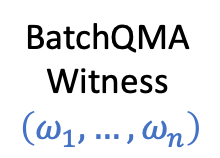 BatchQMA
Witness
(ω₁, …, ωₙ)